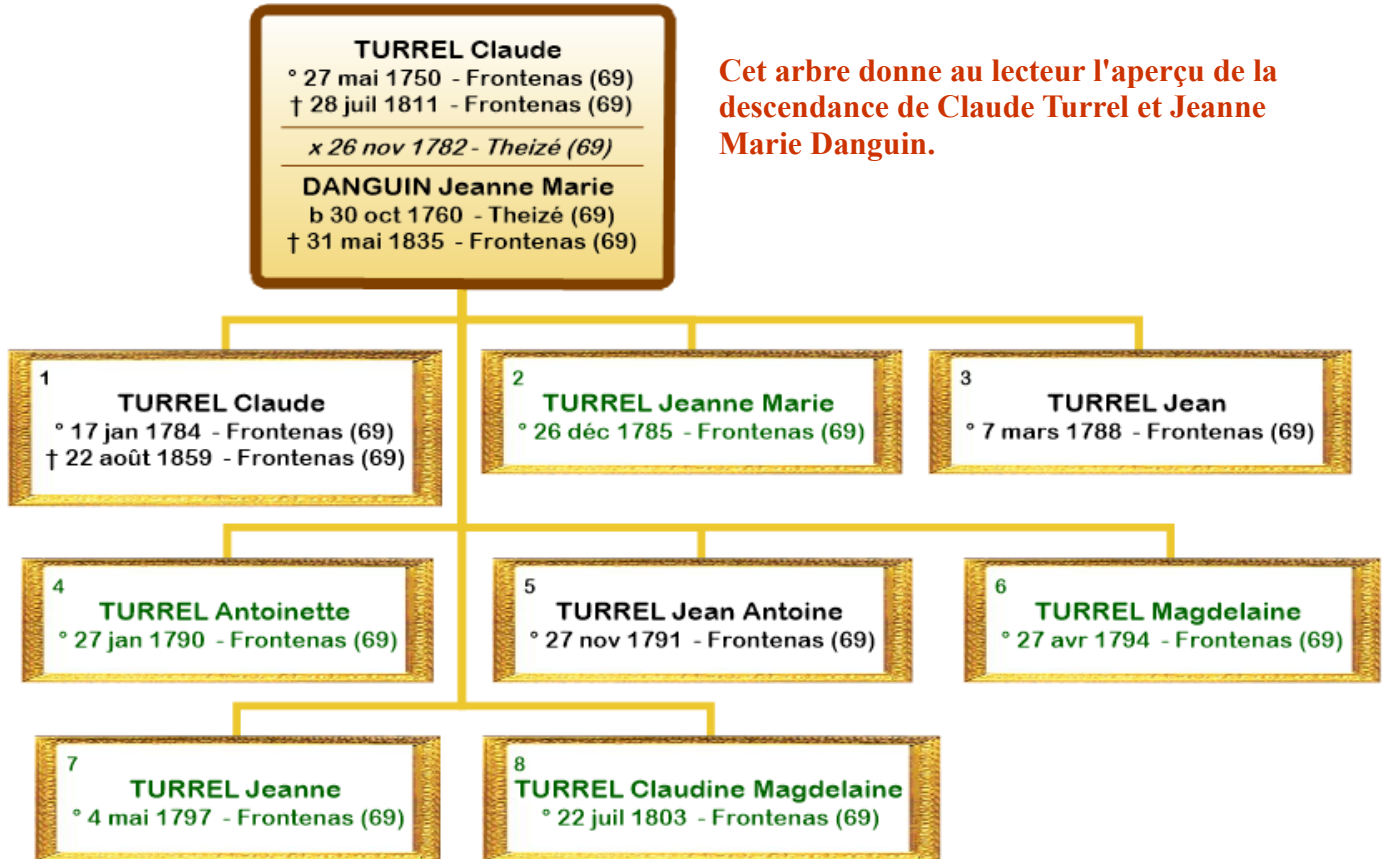 TURREL Claude
° 27 mai 1750 - Frontenas (69)
† 28 juil 1811 - Frontenas (69)
x 26 nov 1782 - Theizé (69)
DANGUIN Jeanne Marie
b 30 oct 1760 - Theizé (69)
† 31 mai 1835 - Frontenas (69)
Cet arbre donne au lecteur l'aperçu de la
descendance de Claude Turrel et Jeanne
Marie Danguin.
1
TURREL Claude
° 17 jan 1784 - Frontenas (69)
† 22 août 1859 - Frontenas (69)
2
TURREL Jeanne Marie
° 26 déc 1785 - Frontenas (69)
3
TURREL Jean
° 7 mars 1788 - Frontenas (69)
4
TURREL Antoinette
° 27 jan 1790 - Frontenas (69)
5
TURREL Jean Antoine
° 27 nov 1791 - Frontenas (69)
6
TURREL Magdelaine
° 27 avr 1794 - Frontenas (69)
7
TURREL Jeanne
° 4 mai 1797 - Frontenas (69)
8
TURREL Claudine Magdelaine
° 22 juil 1803 - Frontenas (69)